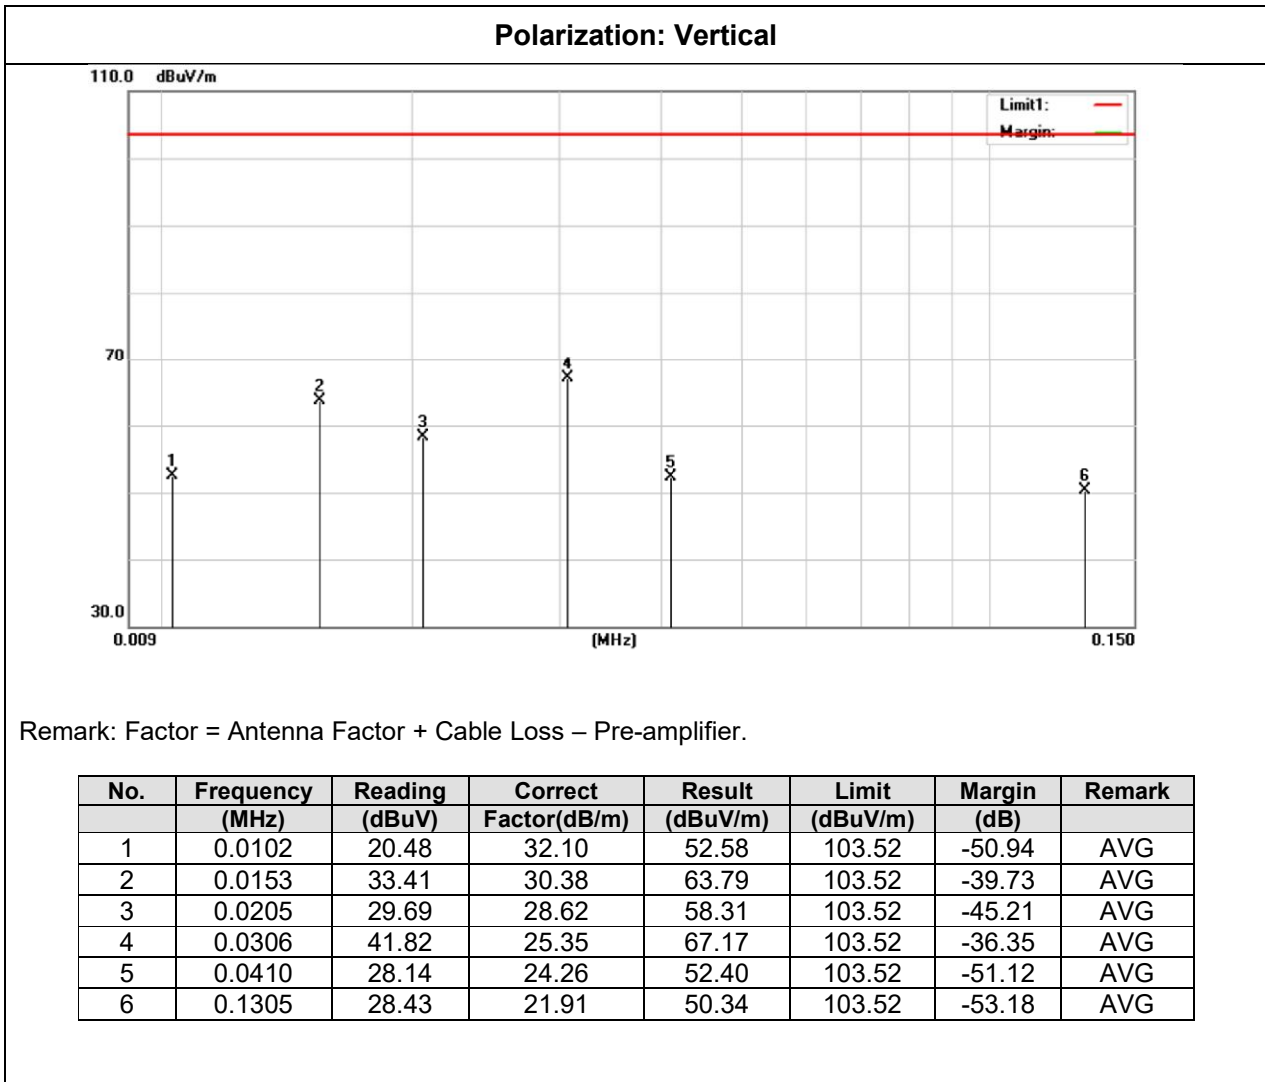 Polarization: Vertical
110.0 dBuV/m
Limit1:
Margin:
70
1
2
3
4
5
6
30.0
0.009 (MHz) 0.150
Remark: Factor = Antenna Factor + Cable Loss – Pre-amplifier.
No. Frequency Reading Correct Result Limit Margin Remark
(MHz) (dBuV) Factor(dB/m) (dBuV/m) (dBuV/m) (dB)
1 0.0102 20.48 32.10 52.58 103.52 -50.94 AVG
2 0.0153 33.41 30.38 63.79 103.52 -39.73 AVG
3 0.0205 29.69 28.62 58.31 103.52 -45.21 AVG
4 0.0306 41.82 25.35 67.17 103.52 -36.35 AVG
5 0.0410 28.14 24.26 52.40 103.52 -51.12 AVG
6 0.1305 28.43 21.91 50.34 103.52 -53.18 AVG